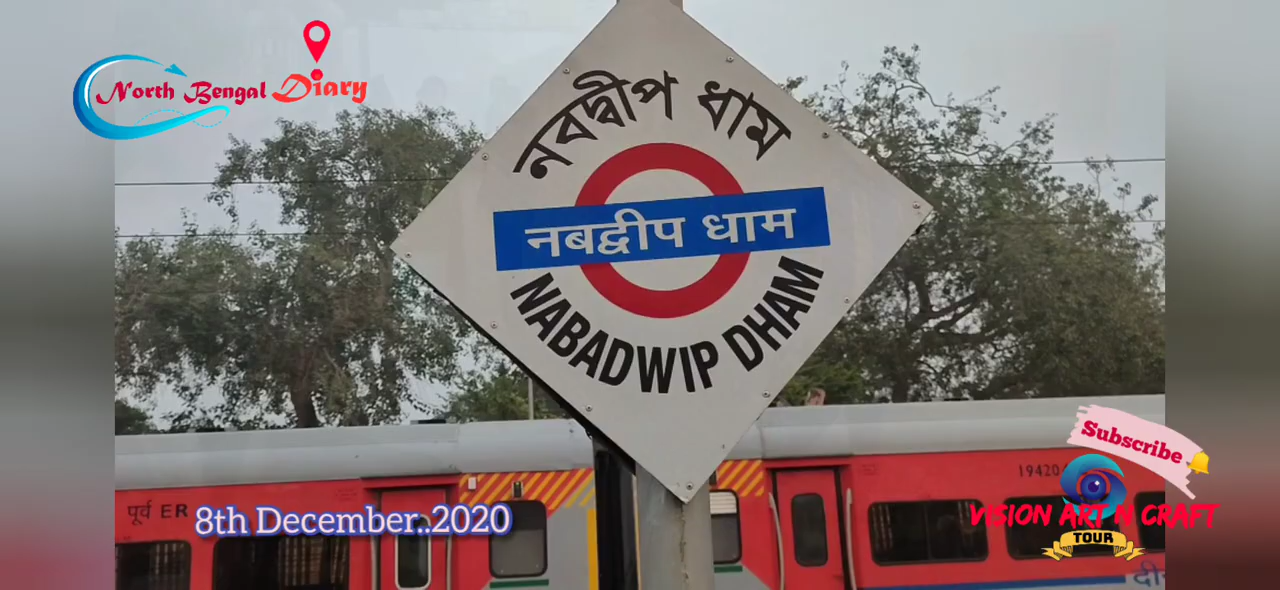 North Bengal Diary
নবদ্বীপ ধাম
नबद्वीप धाम
NABADWIP DHAM
पूर्व ER
8th December..2020
19420
Subscribe
VISION ART N CRAFT
TOUR